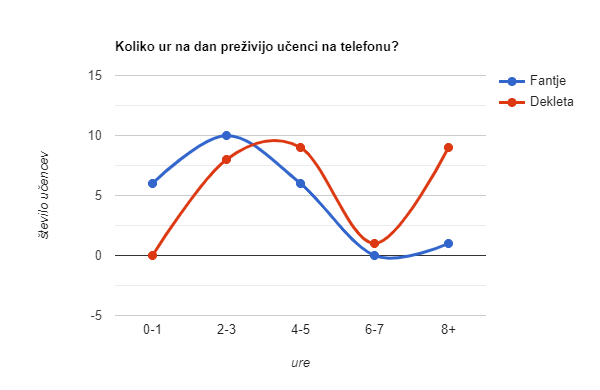 Koliko ur na dan preživijo učenci na telefonu?
15
10
5
0
-5
število učencev
0-1
2-3
4-5
6-7
8+
ure
Fantje
Dekleta